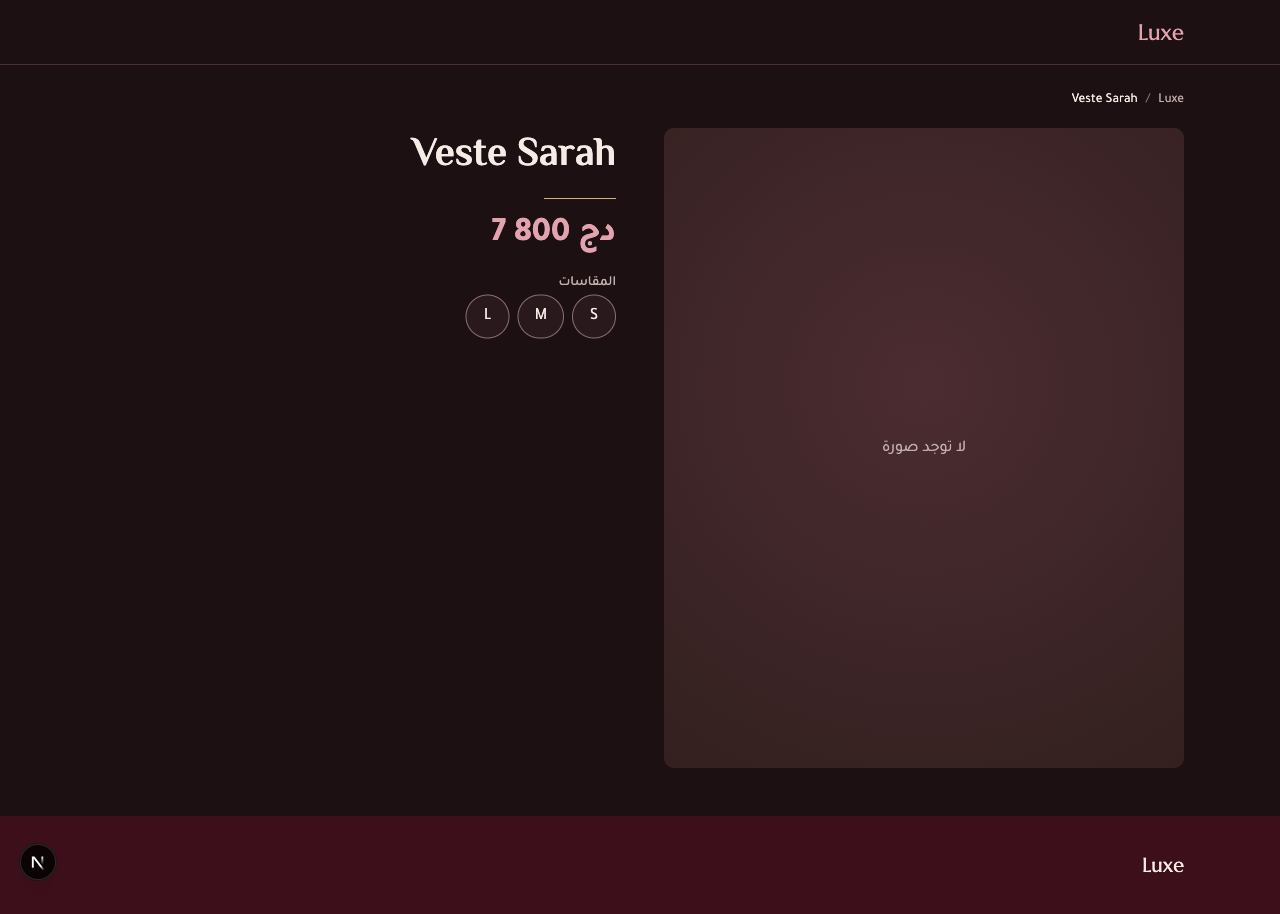 Luxe
Luxe / Veste Sarah
Veste Sarah
7 800 دج
المقاسات
S M L
لا توجد صورة
Luxe
N